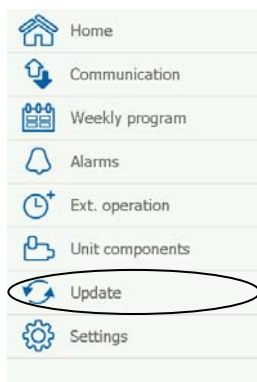 Home
Communication
Weekly program
Alarms
Ext. operation
Unit components
Update
Settings